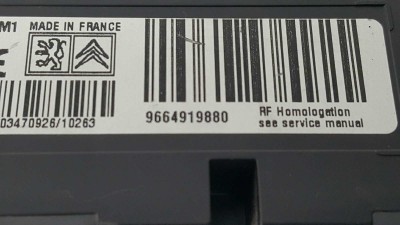 M1 MADE IN FRANCE
03470926/10263
9664919880
RF Homologation
see service manual